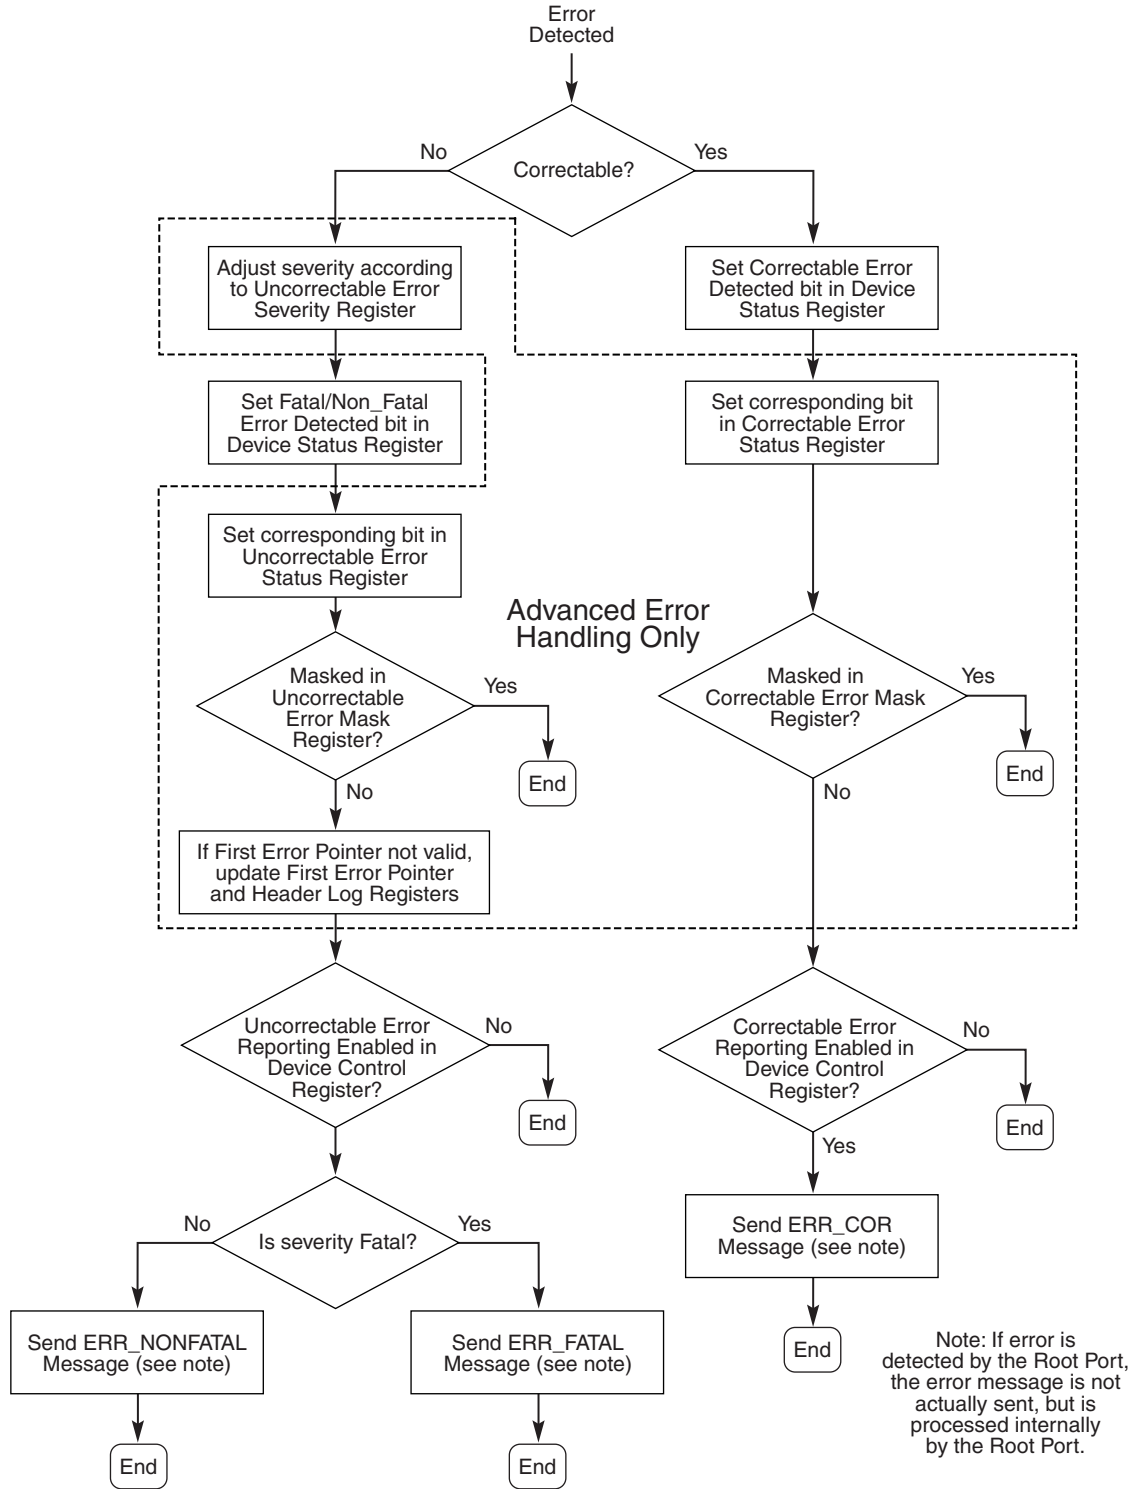 Error
Detected
Correctable?
No
Yes
Adjust severity according
to Uncorrectable Error
Severity Register
Set Correctable Error
Detected bit in Device
Status Register
Set Fatal/Non_Fatal
Error Detected bit in
Device Status Register
Set corresponding bit
in Correctable Error
Status Register
Set corresponding bit in
Uncorrectable Error
Status Register
Advanced Error
Handling Only
Masked in
Uncorrectable
Error Mask
Register?
Yes
End
No
Masked in
Correctable Error Mask
Register?
Yes
End
No
If First Error Pointer not valid,
update First Error Pointer
and Header Log Registers
Uncorrectable Error
Reporting Enabled in
Device Control
Register?
No
End
Correctable Error
Reporting Enabled in
Device Control
Register?
No
End
Yes
Is severity Fatal?
No
Yes
Send ERR_COR
Message (see note)
End
Send ERR_NONFATAL
Message (see note)
End
Send ERR_FATAL
Message (see note)
End
Note: If error is
detected by the Root Port,
the error message is not
actually sent, but is
processed internally
by the Root Port.